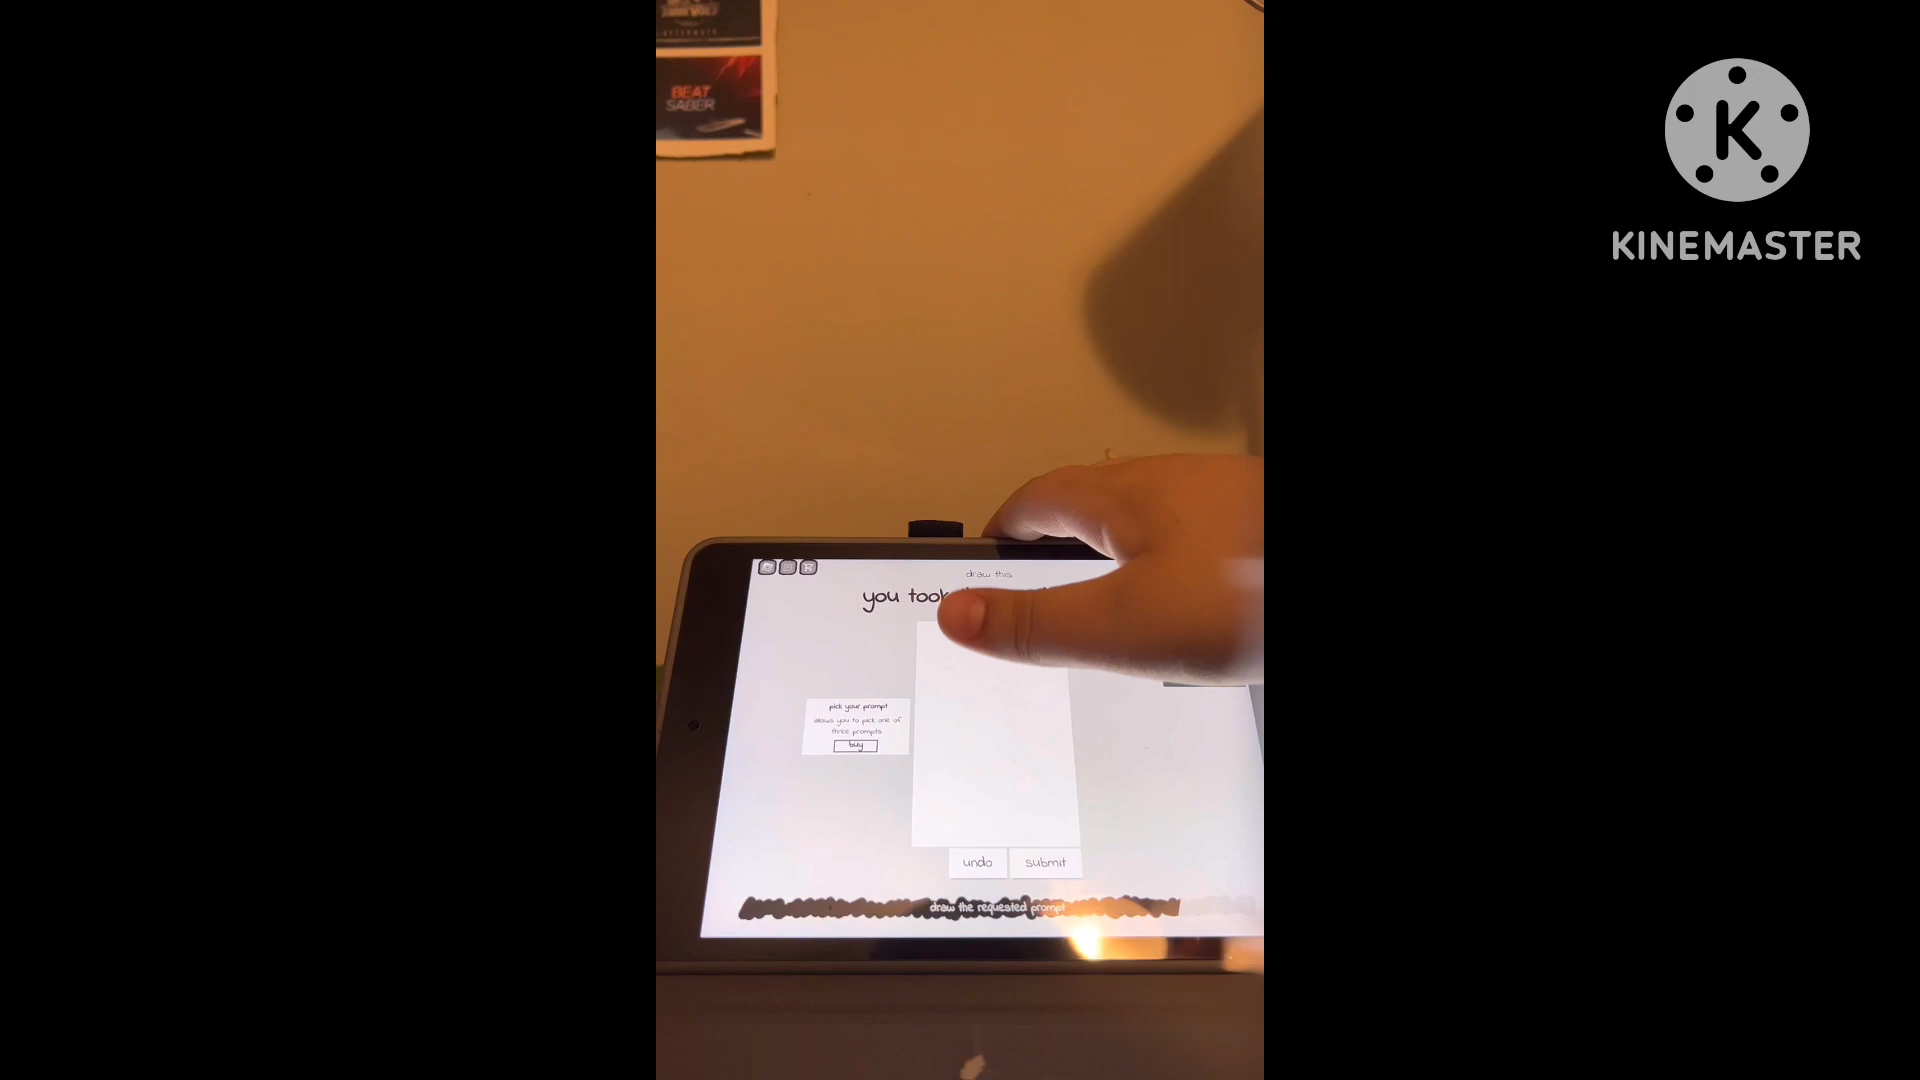 BEAT
SABER
KINEMASTER
draw this
you took
pick your prompt
allows you to pick one of
three prompts
buy
undo
submit
draw the requested prompt